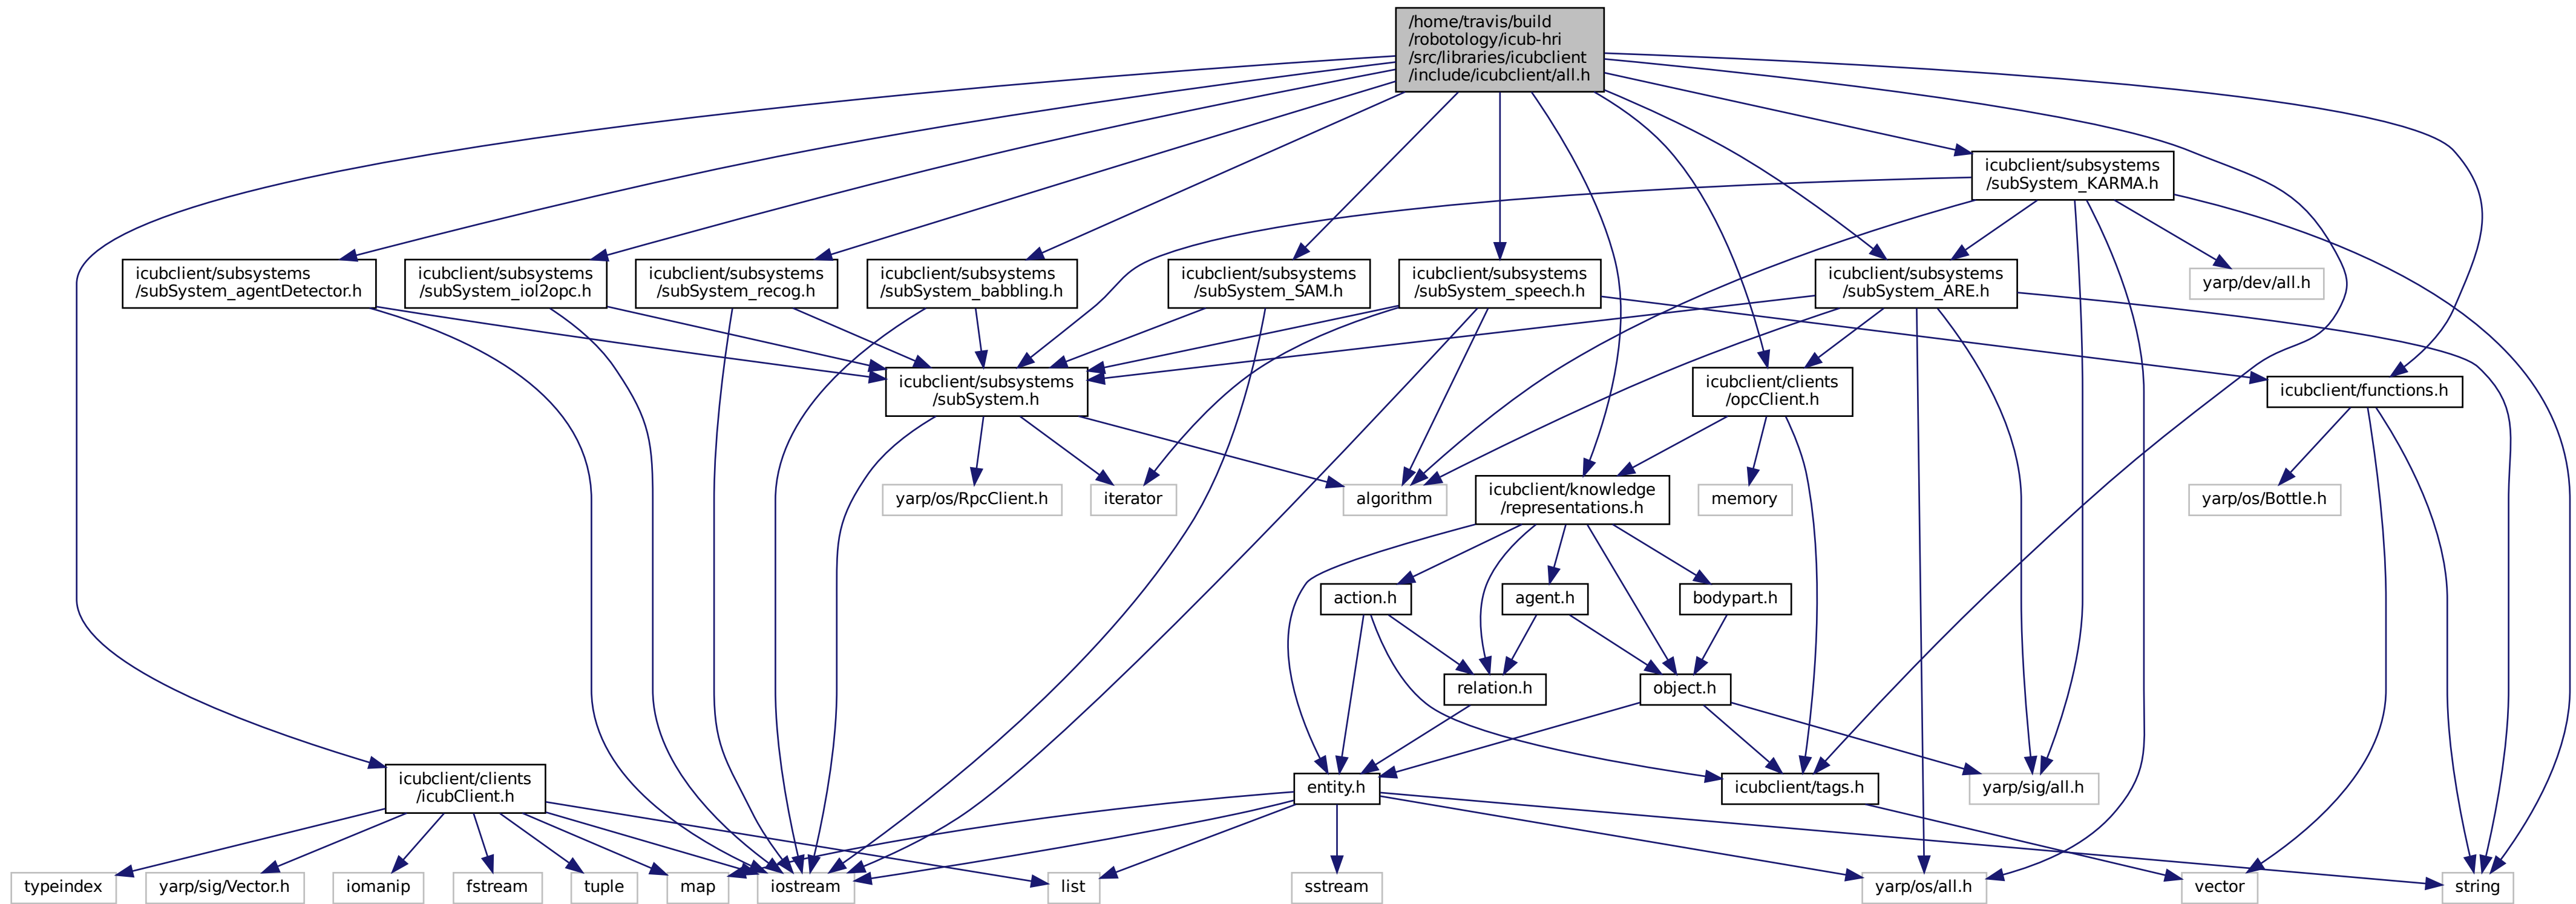 /home/travis/build
/robotology/icub-hri
/src/libraries/icubclient
/include/icubclient/all.h
icubclient/subsystems
/subSystem_KARMA.h
icubclient/subsystems
/subSystem_agentDetector.h
icubclient/subsystems
/subSystem_iol2opc.h
icubclient/subsystems
/subSystem_recog.h
icubclient/subsystems
/subSystem_babbling.h
icubclient/subsystems
/subSystem_SAM.h
icubclient/subsystems
/subSystem_speech.h
icubclient/subsystems
/subSystem_ARE.h
yarp/dev/all.h
icubclient/subsystems
/subSystem.h
icubclient/clients
/opcClient.h
icubclient/functions.h
yarp/os/RpcClient.h
iterator
algorithm
icubclient/knowledge
/representations.h
memory
yarp/os/Bottle.h
action.h
agent.h
bodypart.h
relation.h
object.h
icubclient/clients
/icubClient.h
entity.h
icubclient/tags.h
yarp/sig/all.h
typeindex
yarp/sig/Vector.h
iomanip
fstream
tuple
map
iostream
list
sstream
yarp/os/all.h
vector
string